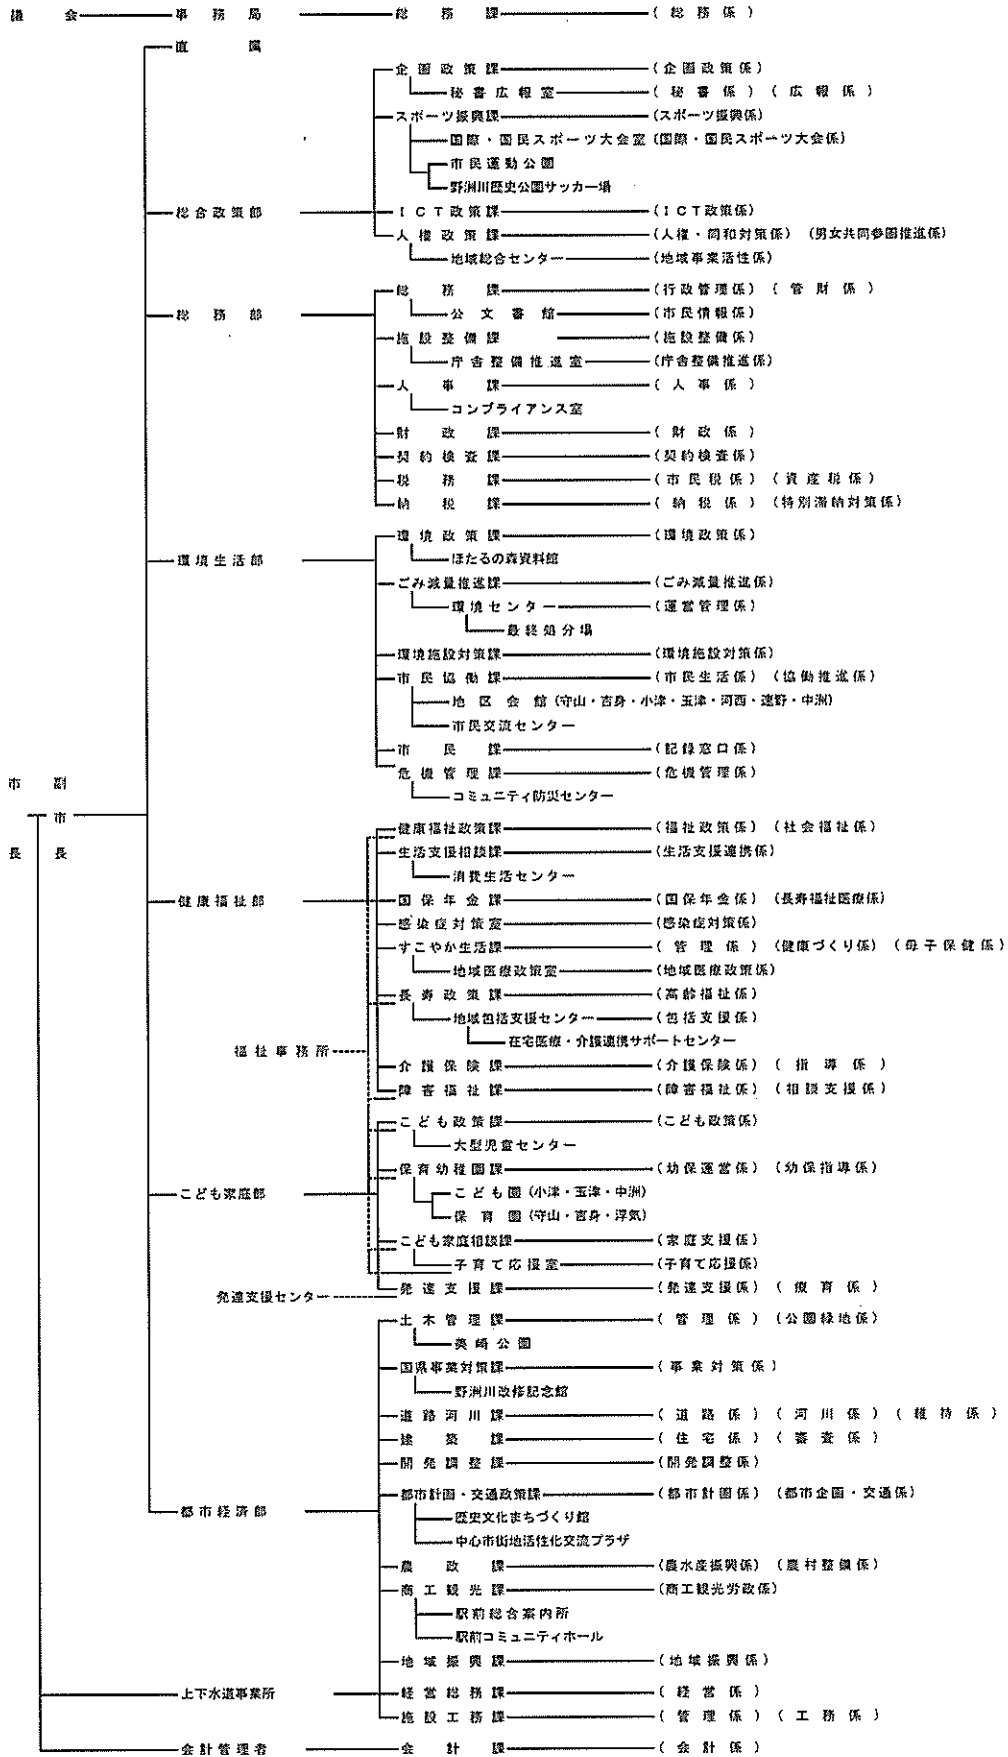 議 会 事 務 局 総 務 課 ( 総 務 係 )
直 属
企 画 政 策 課 (企画政策係)
秘 書 広 報 室 ( 秘 書 係 ) ( 広 報 係 )
スポーツ振興課 (スポーツ振興係)
国際・国民スポーツ大会室 (国際・国民スポーツ大会係)
市 民 運 動 公 園
野洲川歴史公園サッカー場
総合政策部 I C T 政策課 (I C T 政策係)
人 権 政 策 課 (人権・同和対策係) (男女共同参画推進係)
地域総合センター (地域事業活性係)
総 務 課 (行政管理係) ( 管 財 係 )
総 務 部 公 文 書 館 (市民情報係)
施 設 整 備 課 (施設整備係)
庁 舎 整 備 推 進 室 (庁舎整備推進係)
人 事 課 ( 人 事 係 )
コンプライアンス室
財 政 課 ( 財 政 係 )
契 約 検 査 課 (契約検査係)
税 務 課 ( 市 民 税 係 ) ( 資 産 税 係 )
納 税 課 ( 納 税 係 ) (特別滞納対策係)
環 境 政 策 課 (環境政策係)
環境生活部 ほたるの森資料館
ごみ減量推進課 (ごみ減量推進係)
環境センター (運営管理係)
最 終 処 分 場
環境施設対策課 (環境施設対策係)
市 民 協 働 課 (市民生活係) (協働推進係)
地 区 会 館 (守山・吉身・小津・玉津・河西・速野・中洲)
市民交流センター
市 民 課 (記録窓口係)
危 機 管 理 課 (危機管理係)
コミュニティ防災センター
市 長 副 市 長
健康福祉政策課 (福祉政策係) (社会福祉係)
生活支援相談課 (生活支援連携係)
消費生活センター
健康福祉部 国 保 年 金 課 (国保年金係) (長寿福祉医療係)
感染症対策室 (感染症対策係)
すこやか生活課 ( 管 理 係 ) (健康づくり係) (母子保健係)
地域医療政策室 (地域医療政策係)
長 寿 政 策 課 (高齢福祉係)
地域包括支援センター (包括支援係)
在宅医療・介護連携サポートセンター
福 祉 事 務 所
介 護 保 険 課 (介護保険係) ( 指 導 係 )
障 害 福 祉 課 (障害福祉係) (相談支援係)
こ ど も 政 策 課 (こども政策係)
大型児童センター
保育幼稚園課 (幼保運営係) (幼保指導係)
こども家庭部 こ ど も 園 (小津・玉津・中洲)
保 育 園 (守山・吉身・浮気)
こども家庭相談課 (家庭支援係)
子育て応援室 (子育て応援係)
発 達 支 援 課 (発達支援係) ( 療 育 係 )
発達支援センター
土 木 管 理 課 ( 管 理 係 ) (公園緑地係)
美 崎 公 園
国県事業対策課 (事業対策係)
野洲川改修記念館
道 路 河 川 課 ( 道 路 係 ) ( 河 川 係 ) ( 維 持 係 )
建 築 課 ( 住 宅 係 ) ( 審 査 係 )
開 発 調 整 課 (開発調整係)
都市計画・交通政策課 (都市計画係) (都市企画・交通係)
都市経済部 歴史文化まちづくり館
中心市街地活性化交流プラザ
農 政 課 (農水産振興係) (農村整備係)
商 工 観 光 課 (商工観光労政係)
駅前総合案内所
駅前コミュニティホール
地 域 振 興 課 (地域振興係)
上下水道事業所 経 営 総 務 課 ( 経 営 係 )
施 設 工 務 課 ( 管 理 係 ) ( 工 務 係 )
会計管理者 会 計 課 ( 会 計 係 )